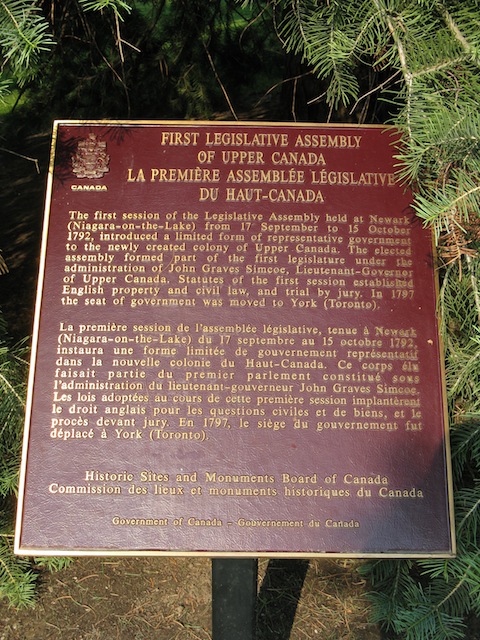 CANADA
FIRST LEGISLATIVE ASSEMBLY
OF UPPER CANADA
LA PREMIÈRE ASSEMBLÉE LÉGISLATIVE
DU HAUT-CANADA
The first session of the Legislative Assembly held at Newark
(Niagara-on-the-Lake) from 17 September to 15 October
1792, introduced a limited form of representative government
to the newly created colony of Upper Canada. The elected
assembly formed part of the first legislature under the
administration of John Graves Simcoe, Lieutenant-Governor
of Upper Canada. Statutes of the first session established
English property and civil law, and trial by jury. In 1797
the seat of government was moved to York (Toronto).
La première session de l'assemblée législative, tenue à Newark
(Niagara-on-the-Lake) du 17 septembre au 15 octobre 1792,
instaura une forme limitée de gouvernement représentatif
dans la nouvelle colonie du Haut-Canada. Ce corps élu
faisait partie du premier parlement constitué sous
l'administration du lieutenant-gouverneur John Graves Simcoe.
Les lois adoptées au cours de cette première session implantèrent
le droit anglais pour les questions civiles et de biens, et le
procès devant jury. En 1797, le siège du gouvernement fut
déplacé à York (Toronto).
Historic Sites and Monuments Board of Canada
Commission des lieux et monuments historiques du Canada
Government of Canada - Gouvernement du Canada